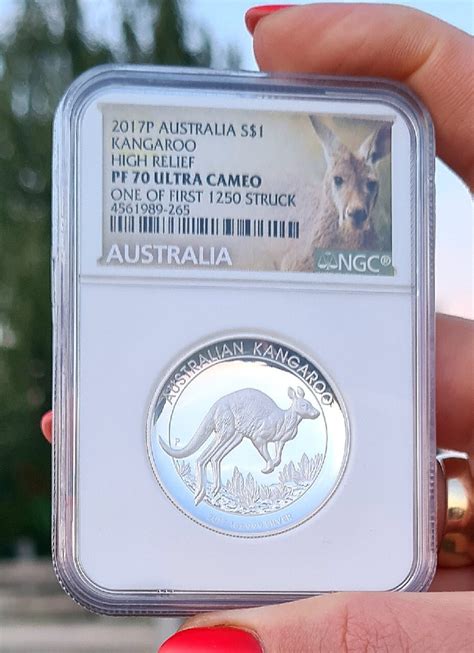 2017P AUSTRALIA S$1
KANGAROO
HIGH RELIEF
PF 70 ULTRA CAMEO
ONE OF FIRST 1250 STRUCK
4561989-265
AUSTRALIA
NGC®
AUSTRALIAN KANGAROO
P